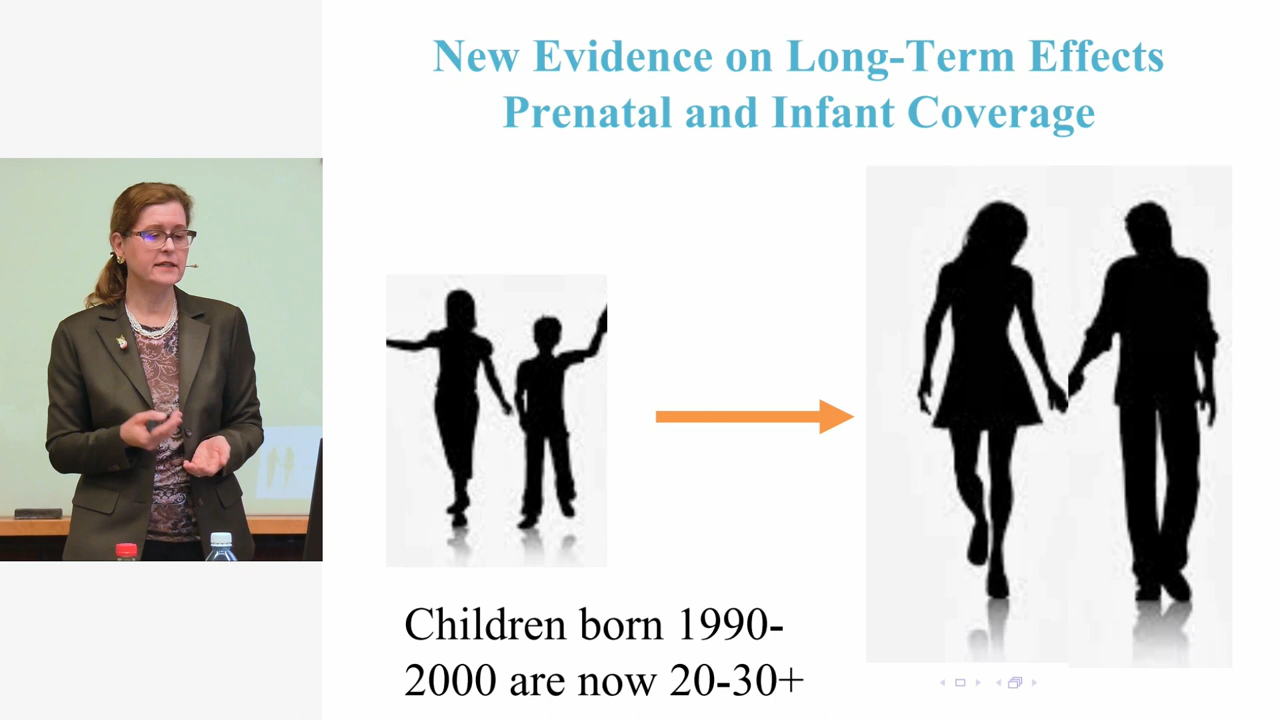 New Evidence on Long-Term Effects
Prenatal and Infant Coverage
Children born 1990-
2000 are now 20-30+